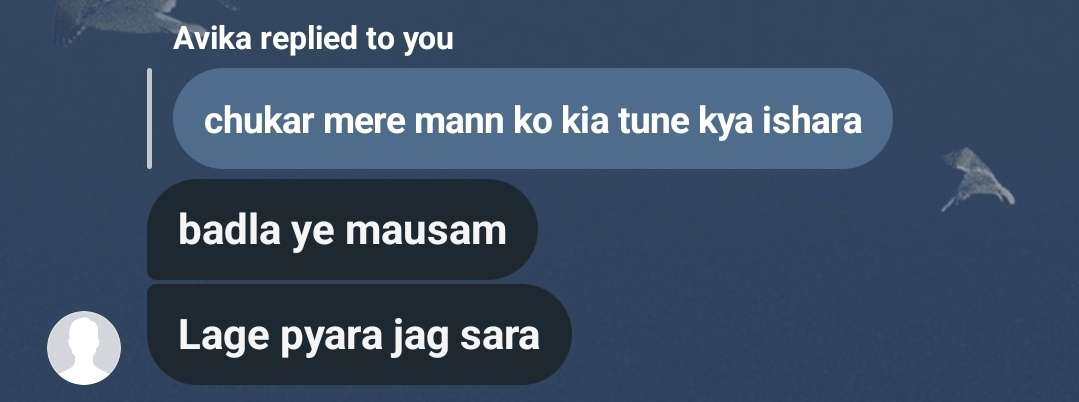 Avika replied to you
chukar mere mann ko kia tune kya ishara
badla ye mausam
Lage pyara jag sara